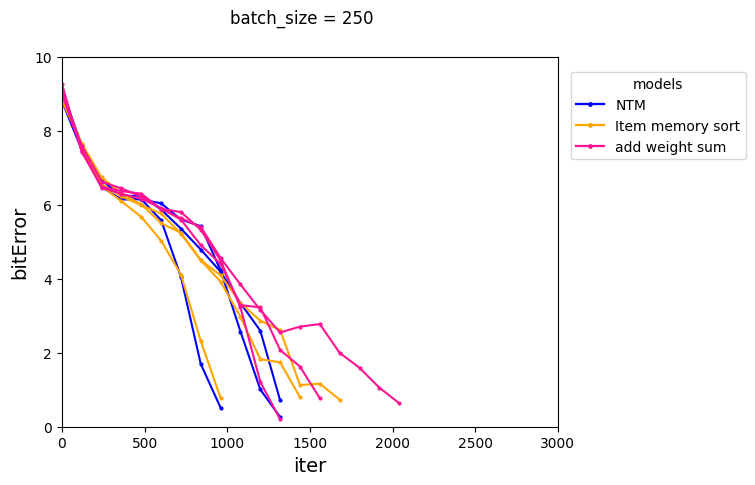 batch_size = 250
10
8
6
4
2
0
bitError
0
500
1000
1500
2000
2500
3000
iter
models
NTM
Item memory sort
add weight sum